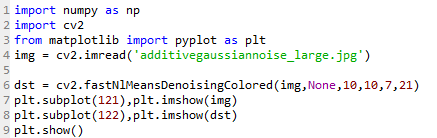 1 import numpy as np
2 import cv2
3 from matplotlib import pyplot as plt
4 img = cv2.imread('additivegaussiannoise_large.jpg')
5
6 dst = cv2.fastNlMeansDenoisingColored(img,None,10,10,7,21)
7 plt.subplot(121),plt.imshow(img)
8 plt.subplot(122),plt.imshow(dst)
9 plt.show()